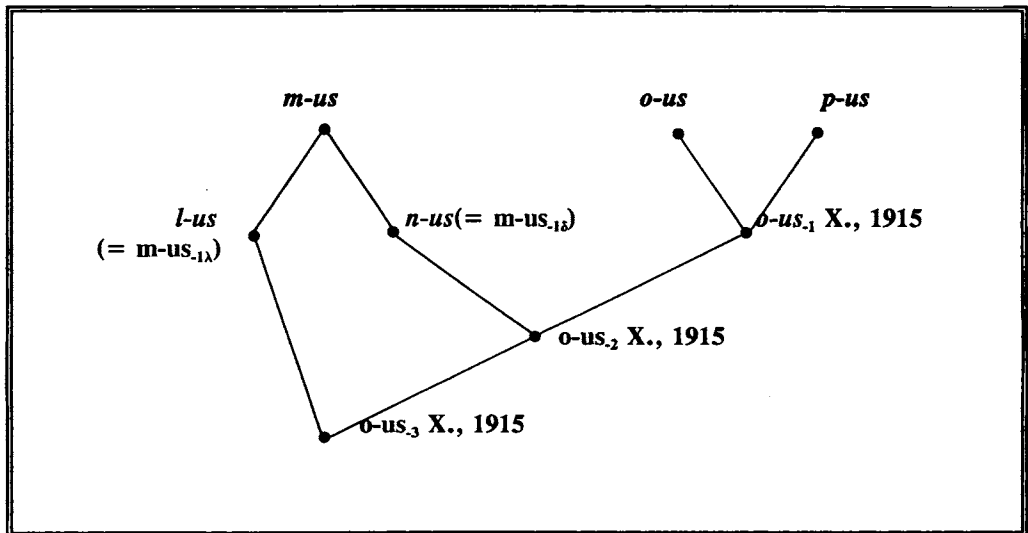 m-us
o-us
p-us
l-us
(= m-us-1λ)
n-us(= m-us-1δ)
o-us-1 X., 1915
o-us-2 X., 1915
o-us-3 X., 1915